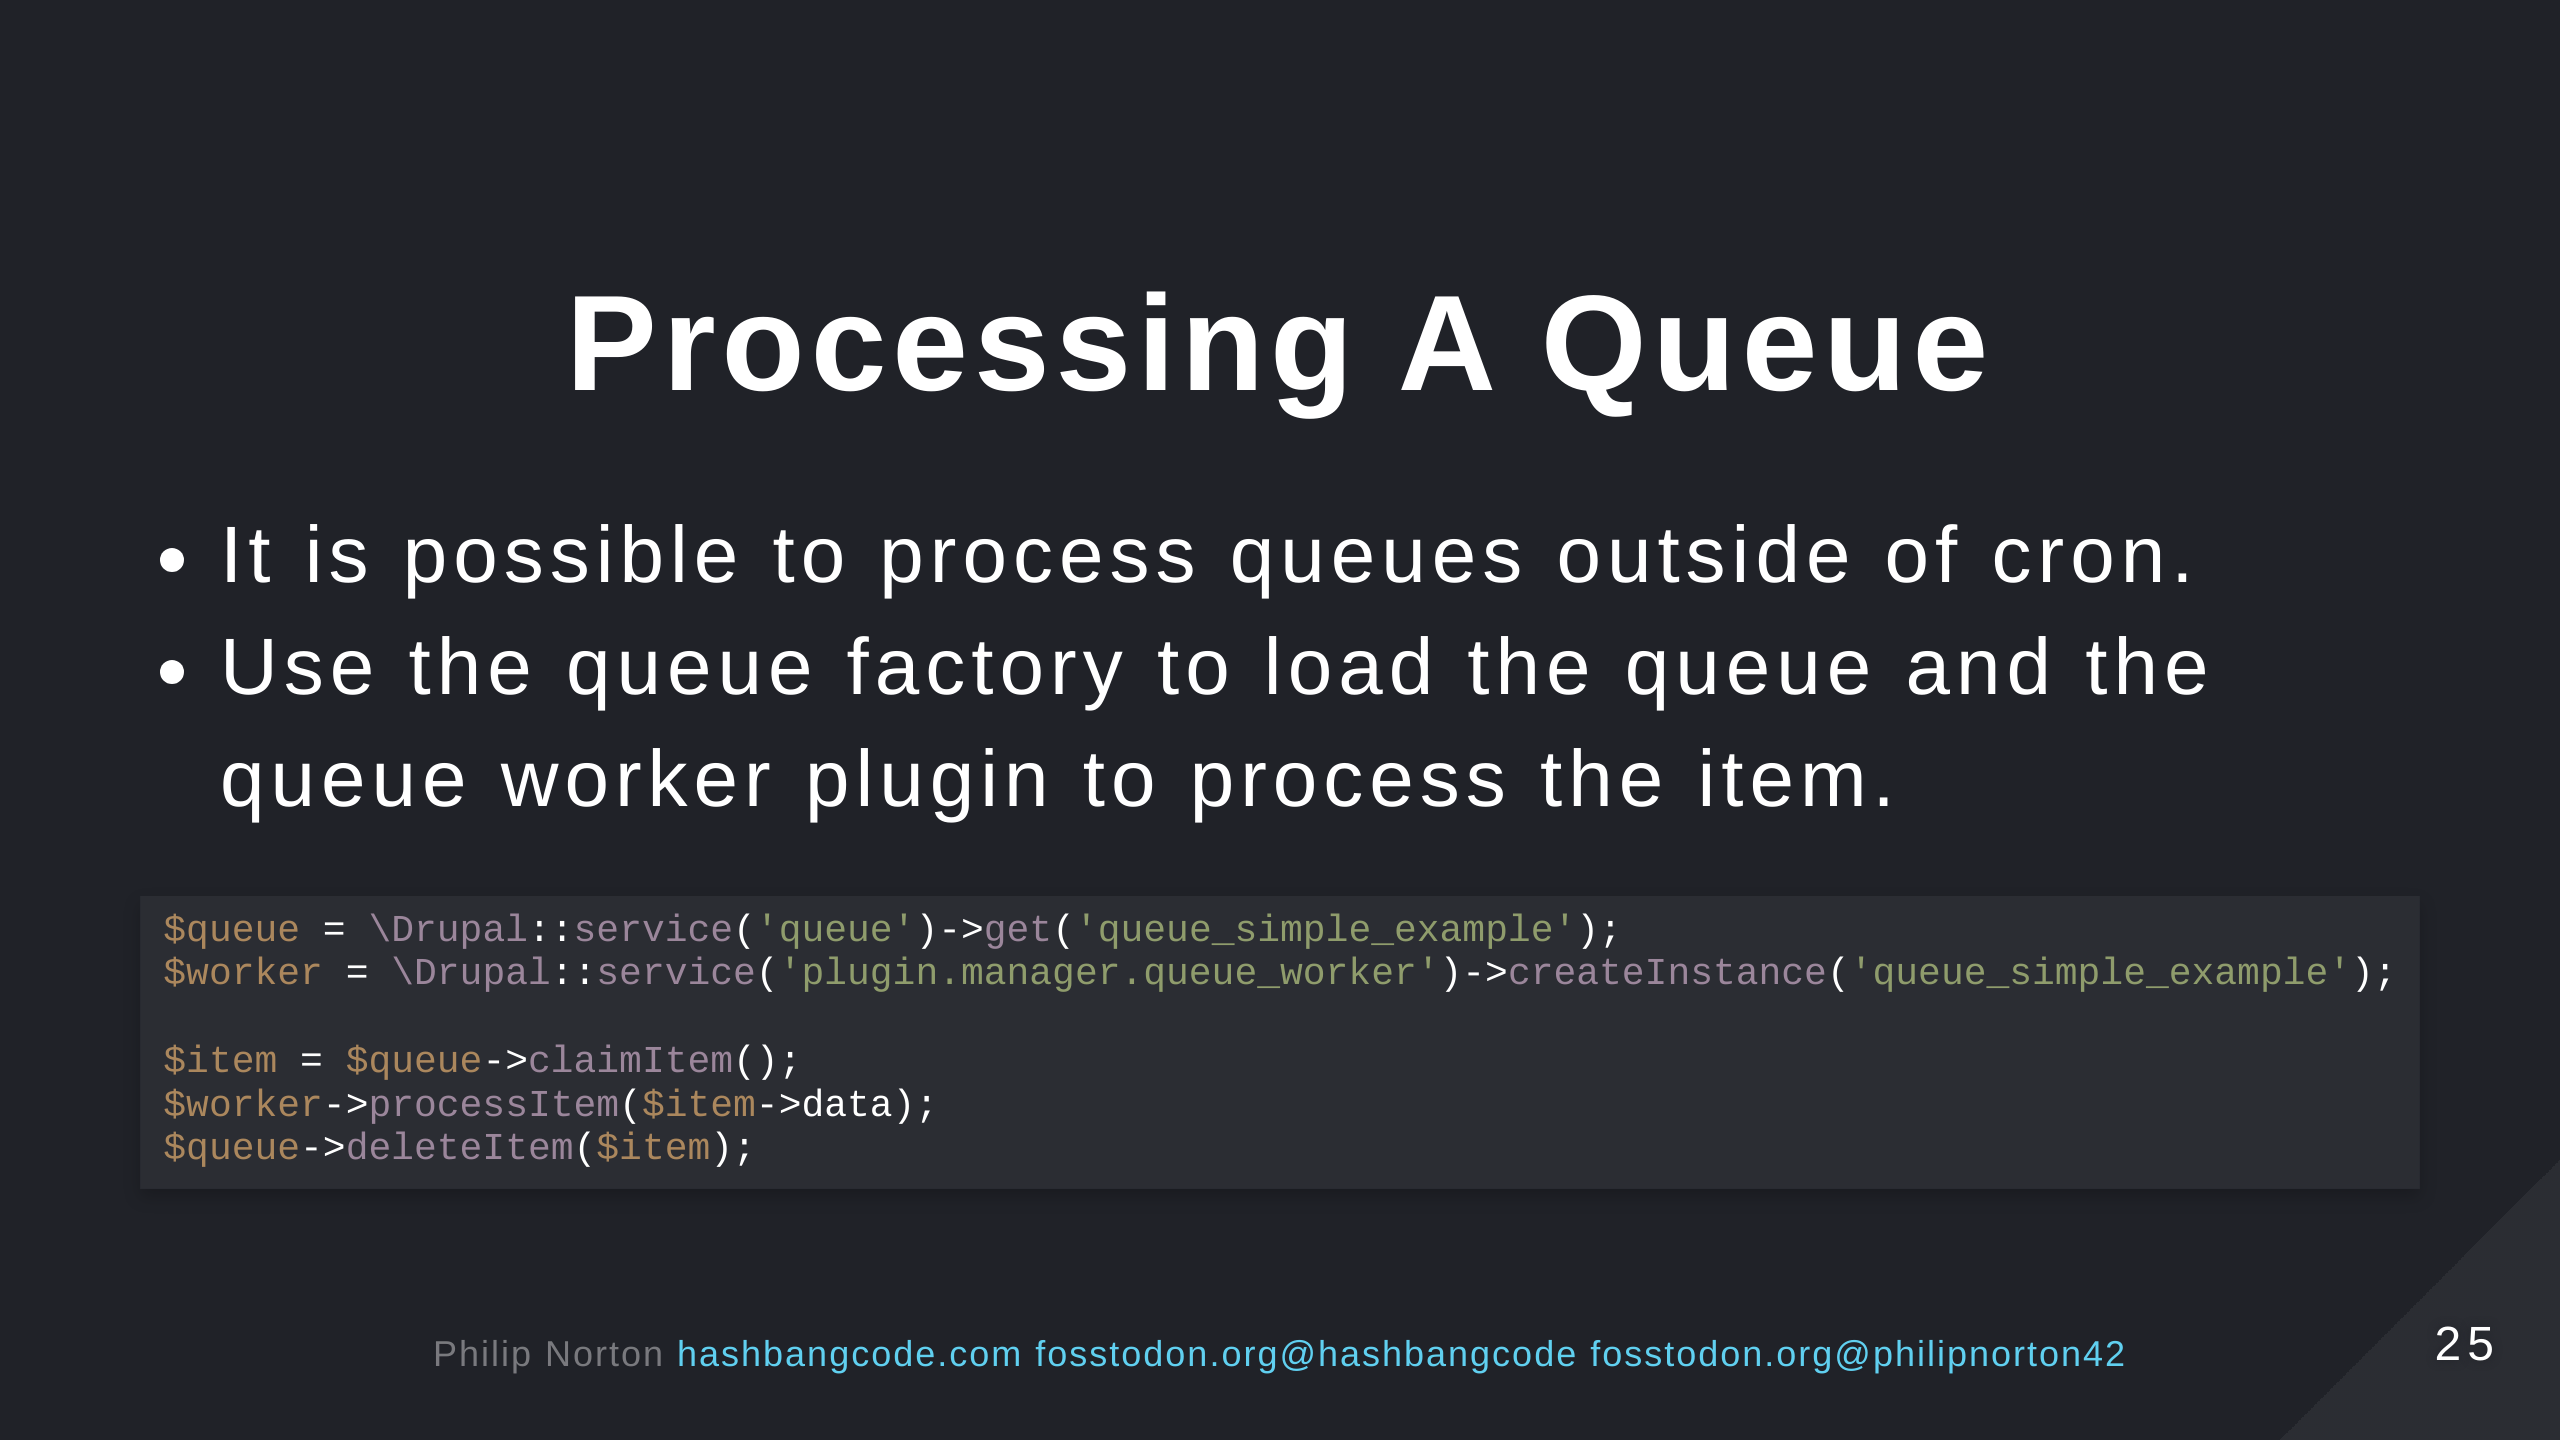 Processing A Queue
• It is possible to process queues outside of cron.
• Use the queue factory to load the queue and the
queue worker plugin to process the item.
$queue = \Drupal::service('queue')->get('queue_simple_example');
$worker = \Drupal::service('plugin.manager.queue_worker')->createInstance('queue_simple_example');
$item = $queue->claimItem();
$worker->processItem($item->data);
$queue->deleteItem($item);
Philip Norton hashbangcode.com fosstodon.org@hashbangcode fosstodon.org@philipnorton42
25